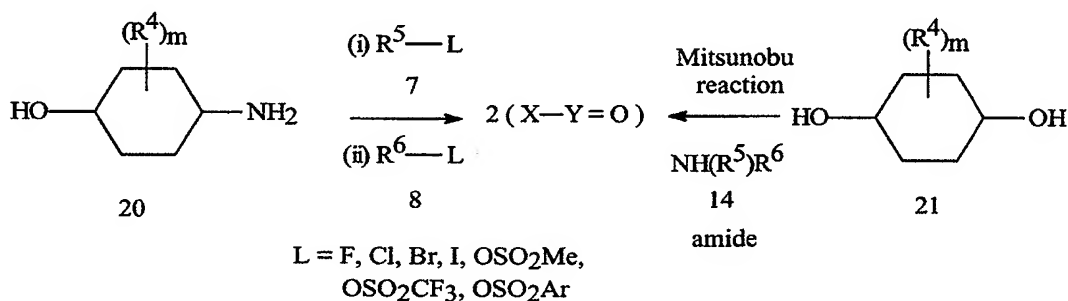 (R⁴)m
HO
NH₂
20
(i) R⁵—L
7
(ii) R⁶—L
8
2 ( X—Y = O )
Mitsunobu
reaction
NH(R⁵)R⁶
14
amide
(R⁴)m
HO
OH
21
L = F, Cl, Br, I, OSO₂Me,
OSO₂CF₃, OSO₂Ar